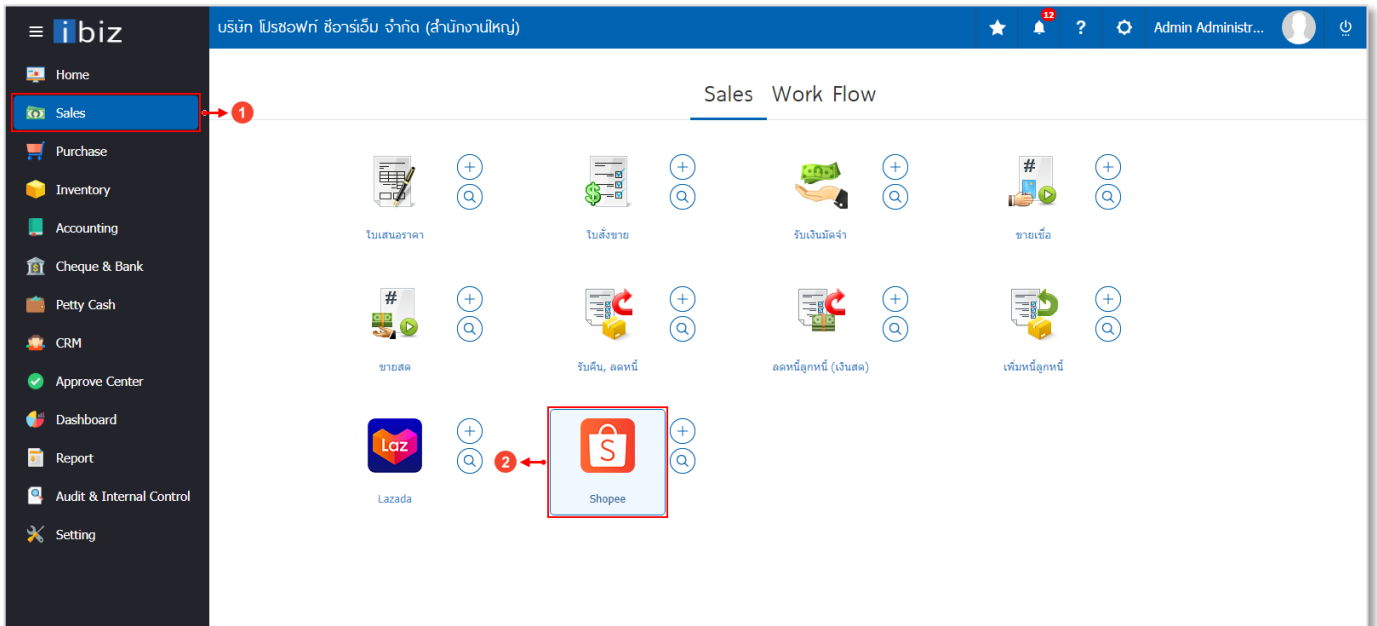 ibiz
บริษัท โปรซอฟท์ ซีอาร์เอ็ม จำกัด (สำนักงานใหญ่)
12
?
Admin Administr...
Home
Sales
1
Purchase
Inventory
Accounting
Cheque & Bank
Petty Cash
CRM
Approve Center
Dashboard
Report
Audit & Internal Control
Setting
Sales Work Flow
ใบเสนอราคา
ใบสั่งขาย
รับเงินมัดจำ
#
ขายเชื่อ
#
ขายสด
รับคืน, ลดหนี้
ลดหนี้ลูกหนี้ (เงินสด)
เพิ่มหนี้ลูกหนี้
Laz
Lazada
2
S
Shopee